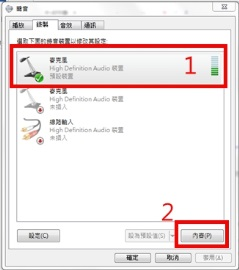 聲音
播放 錄製 音效 通訊
選取下面的錄音裝置以修改其設定:
麥克風
High Definition Audio 裝置
預設裝置
1
麥克風
High Definition Audio 裝置
未插入
線路輸入
High Definition Audio 裝置
未插入
2
設定(C) 設為預設值(S) 內容(P)
確定 取消 套用(A)